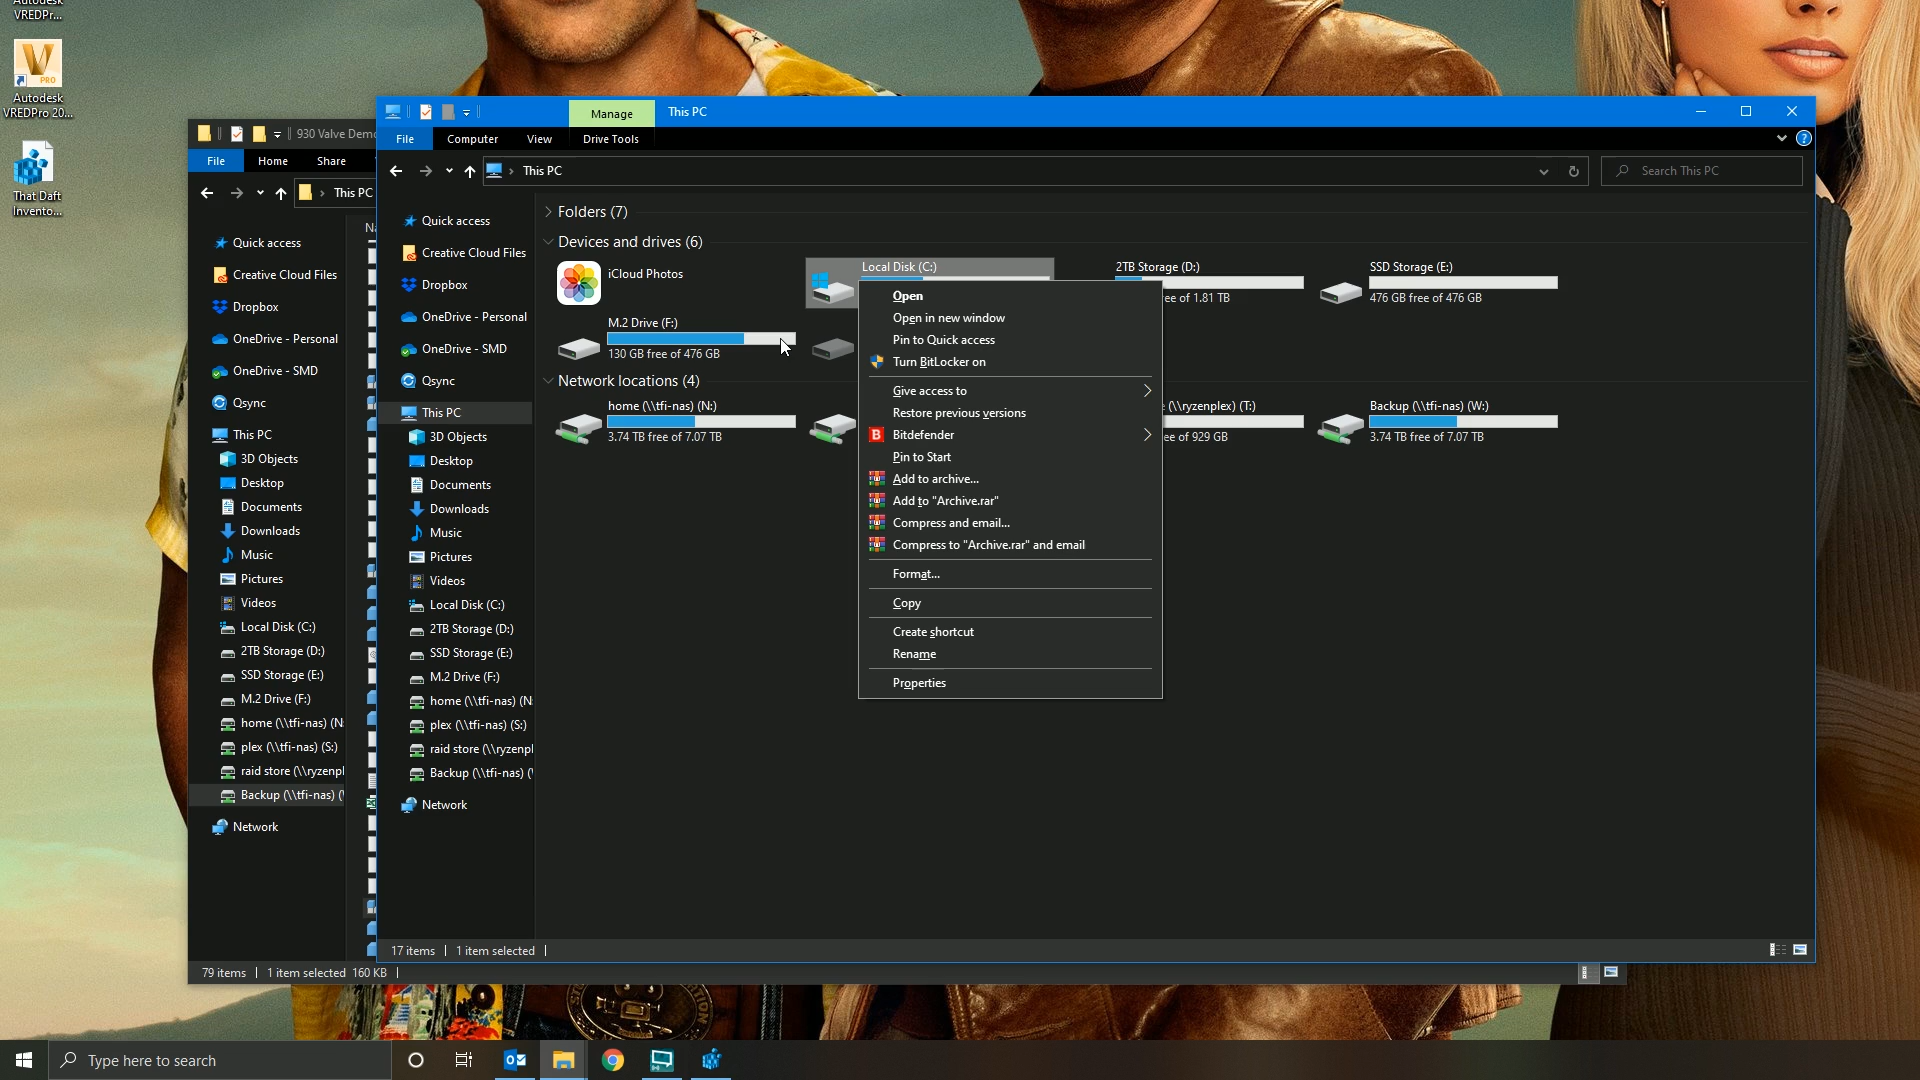 Autodesk
VREDPr...
PRO
Autodesk
VREDPro 20...
That Daft
Invento...
930 Valve Demo
File
Home
Share
This PC
Quick access
Creative Cloud Files
Dropbox
OneDrive - Personal
OneDrive - SMD
Qsync
This PC
3D Objects
Desktop
Documents
Downloads
Music
Pictures
Videos
Local Disk (C:)
2TB Storage (D:)
SSD Storage (E:)
M.2 Drive (F:)
home (\\tfi-nas) (N:
plex (\\tfi-nas) (S:)
raid store (\\ryzenpl
Backup (\\tfi-nas) (
Network
79 items
1 item selected 160 KB
Manage
This PC
File
Computer
View
Drive Tools
This PC
Search This PC
Quick access
Creative Cloud Files
Dropbox
OneDrive - Personal
OneDrive - SMD
Qsync
This PC
3D Objects
Desktop
Documents
Downloads
Music
Pictures
Videos
Local Disk (C:)
2TB Storage (D:)
SSD Storage (E:)
M.2 Drive (F:)
home (\\tfi-nas) (N:
plex (\\tfi-nas) (S:)
raid store (\\ryzenpl
Backup (\\tfi-nas) (
Network
Folders (7)
Devices and drives (6)
iCloud Photos
Local Disk (C:)
2TB Storage (D:)
ee of 1.81 TB
SSD Storage (E:)
476 GB free of 476 GB
M.2 Drive (F:)
130 GB free of 476 GB
Network locations (4)
home (\\tfi-nas) (N:)
3.74 TB free of 7.07 TB
e (\\ryzenplex) (T:)
ee of 929 GB
Backup (\\tfi-nas) (W:)
3.74 TB free of 7.07 TB
Open
Open in new window
Pin to Quick access
Turn BitLocker on
Give access to
Restore previous versions
Bitdefender
Pin to Start
Add to archive...
Add to "Archive.rar"
Compress and email...
Compress to "Archive.rar" and email
Format...
Copy
Create shortcut
Rename
Properties
17 items
1 item selected
Type here to search